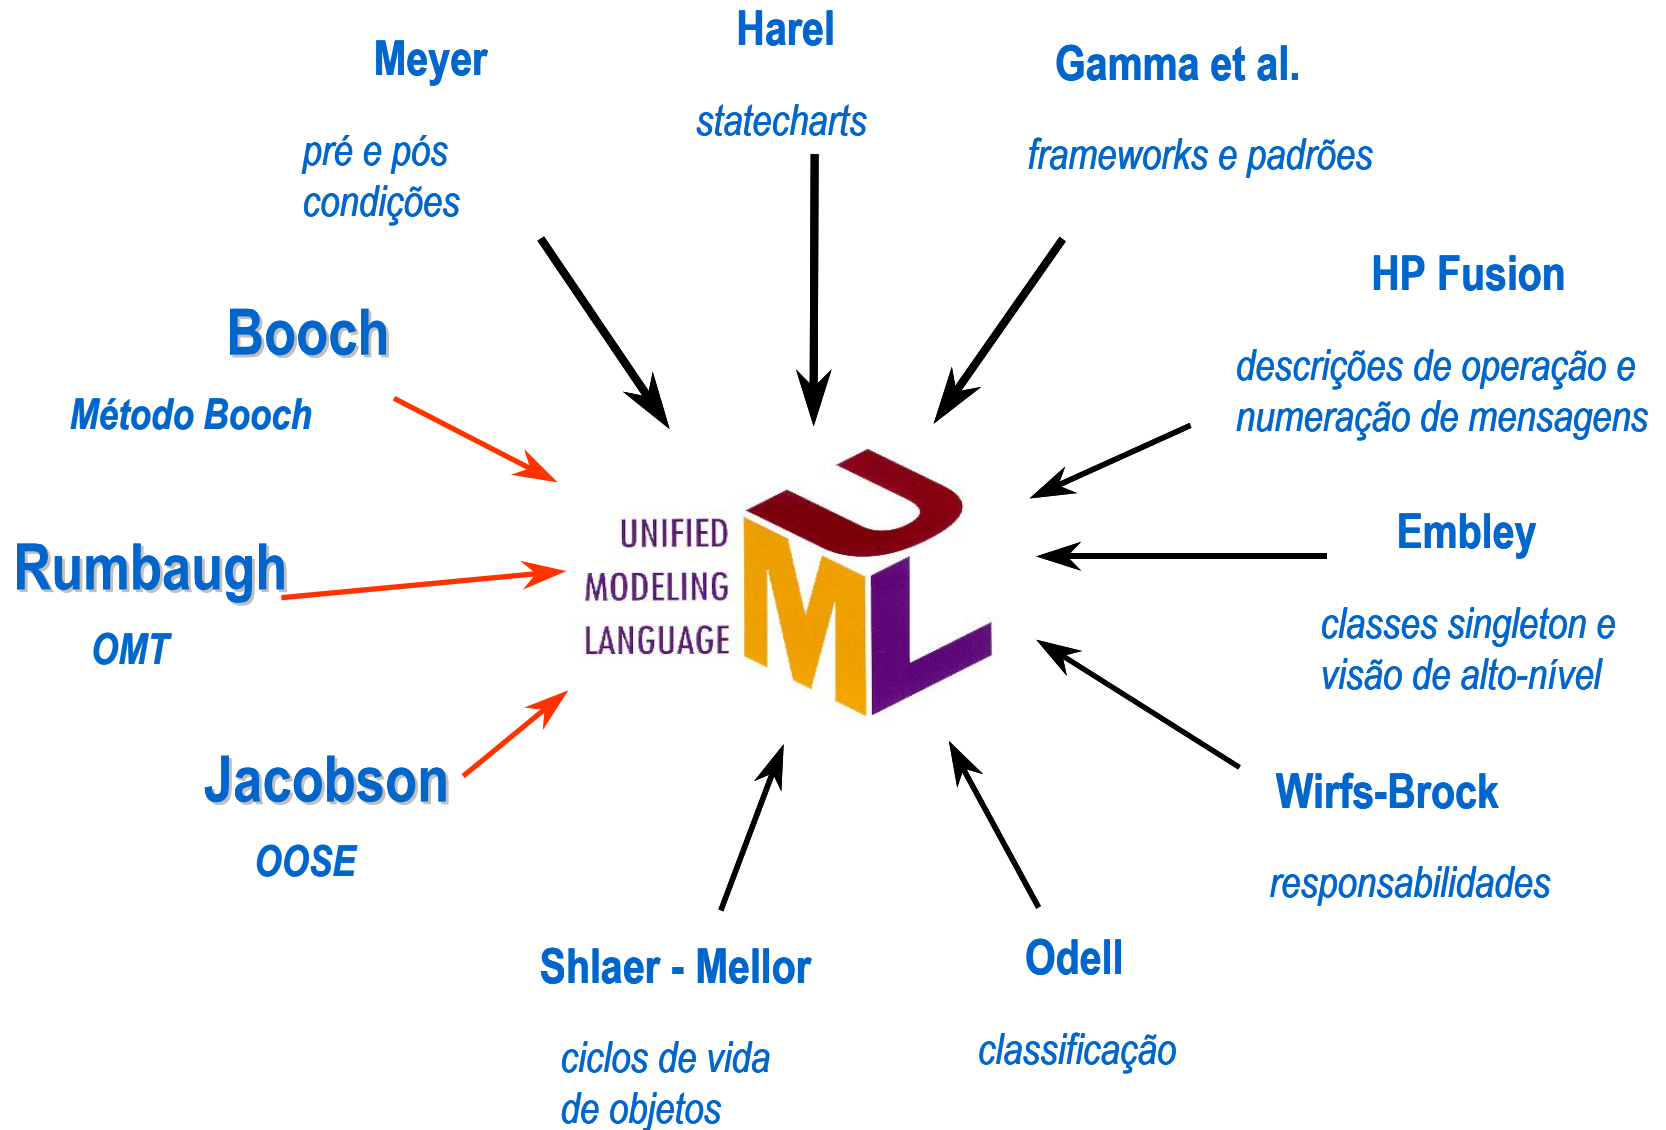 Harel
Meyer
Gamma et al.
statecharts
pré e pós
condições
frameworks e padrões
HP Fusion
Booch
descrições de operação e
numeração de mensagens
Método Booch
UNIFIED
MODELING
LANGUAGE
UML
Embley
Rumbaugh
OMT
classes singleton e
visão de alto-nível
Jacobson
OOSE
Wirfs-Brock
responsabilidades
Shlaer - Mellor
Odell
ciclos de vida
de objetos
classificação